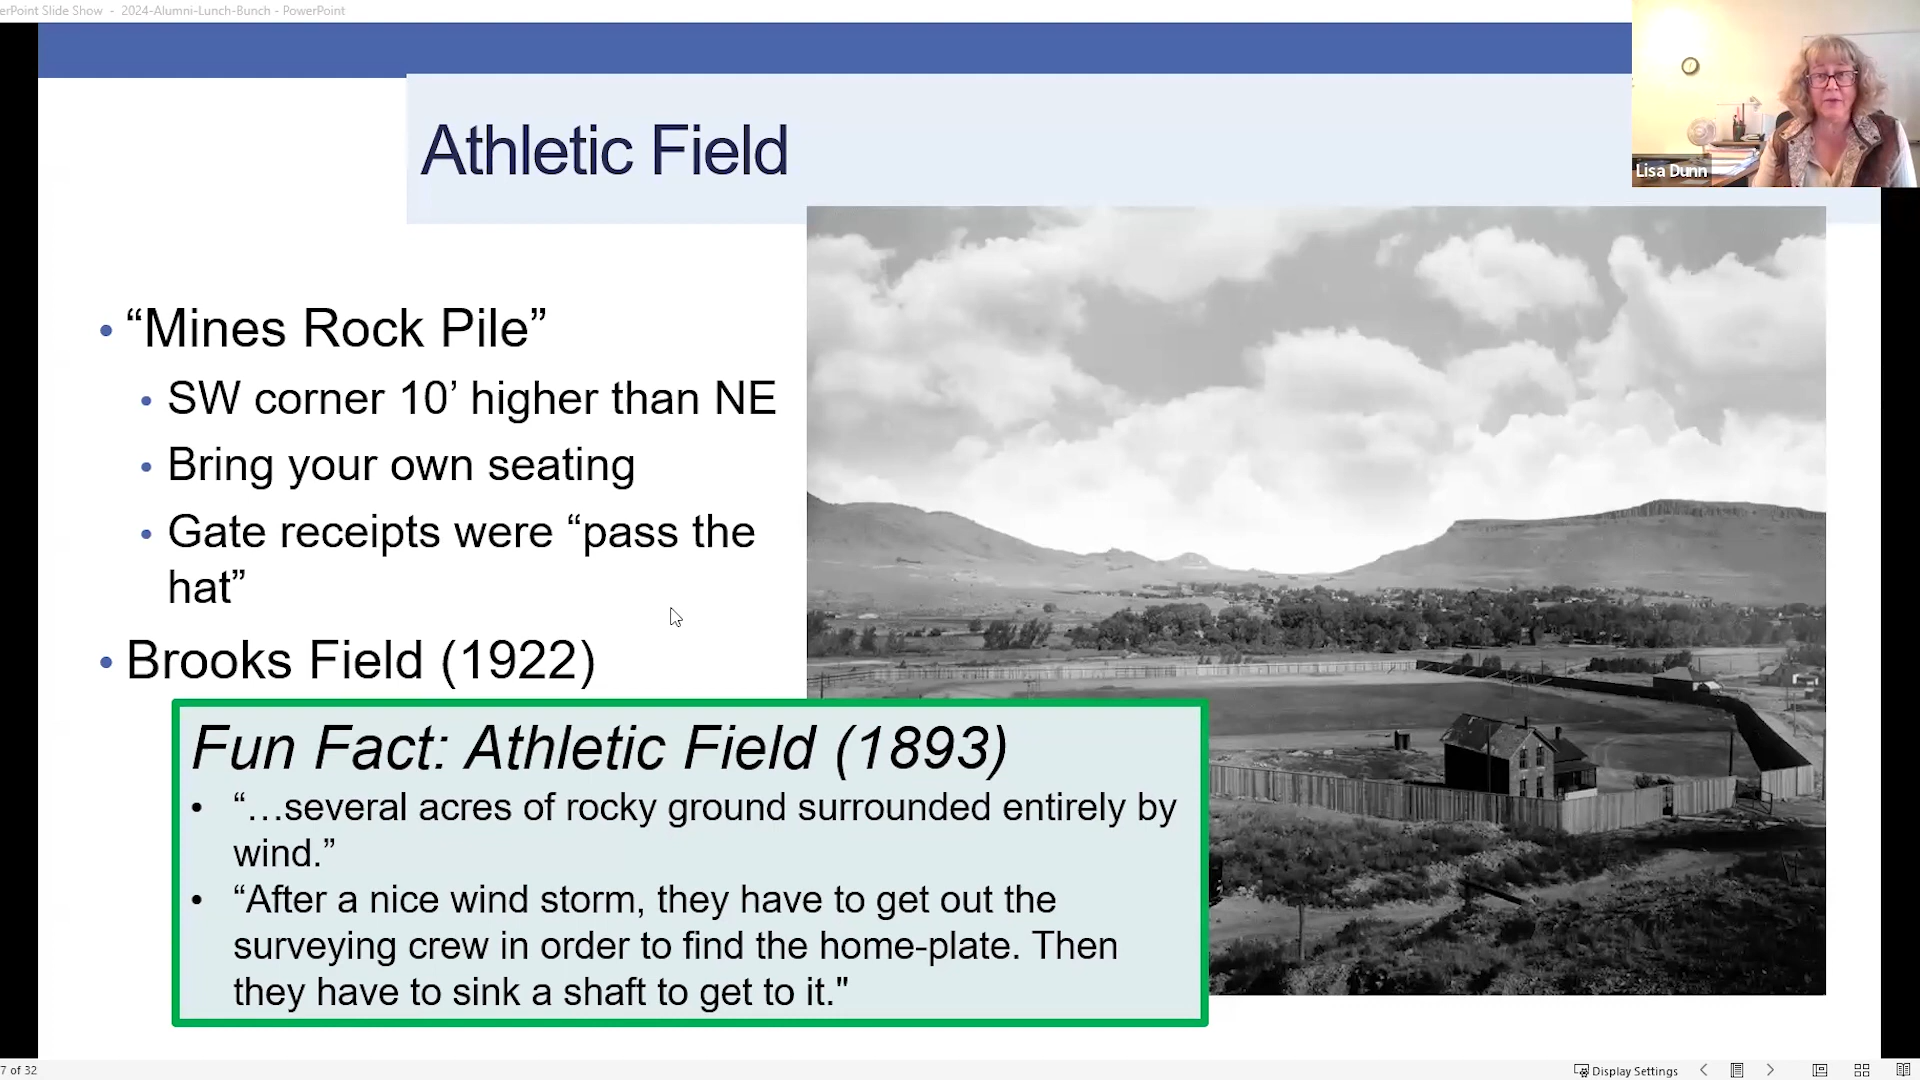 erPoint Slide Show - 2024-Alumni-Lunch-Bunch - PowerPoint
Lisa Dunn
Athletic Field
• “Mines Rock Pile”
• SW corner 10’ higher than NE
• Bring your own seating
• Gate receipts were “pass the
hat”
• Brooks Field (1922)
Fun Fact: Athletic Field (1893)
• “…several acres of rocky ground surrounded entirely by
wind.”
• “After a nice wind storm, they have to get out the
surveying crew in order to find the home-plate. Then
they have to sink a shaft to get to it."
7 of 32
Display Settings